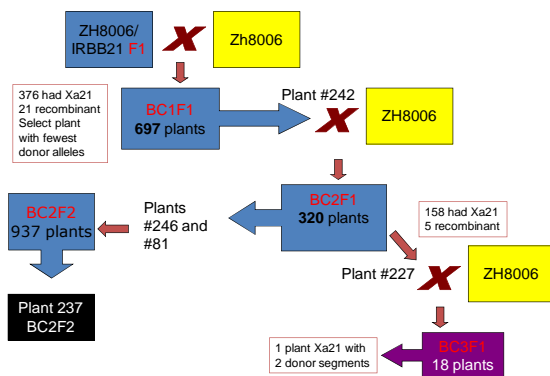 ZH8006/
IRBB21 F1
X
Zh8006
376 had Xa21
21 recombinant
Select plant
with fewest
donor alleles
BC1F1
697 plants
Plant #242
X
ZH8006
BC2F1
320 plants
158 had Xa21
5 recombinant
Plants
#246 and
#81
BC2F2
937 plants
Plant 237
BC2F2
Plant #227
X
ZH8006
BC3F1
18 plants
1 plant Xa21 with
2 donor segments